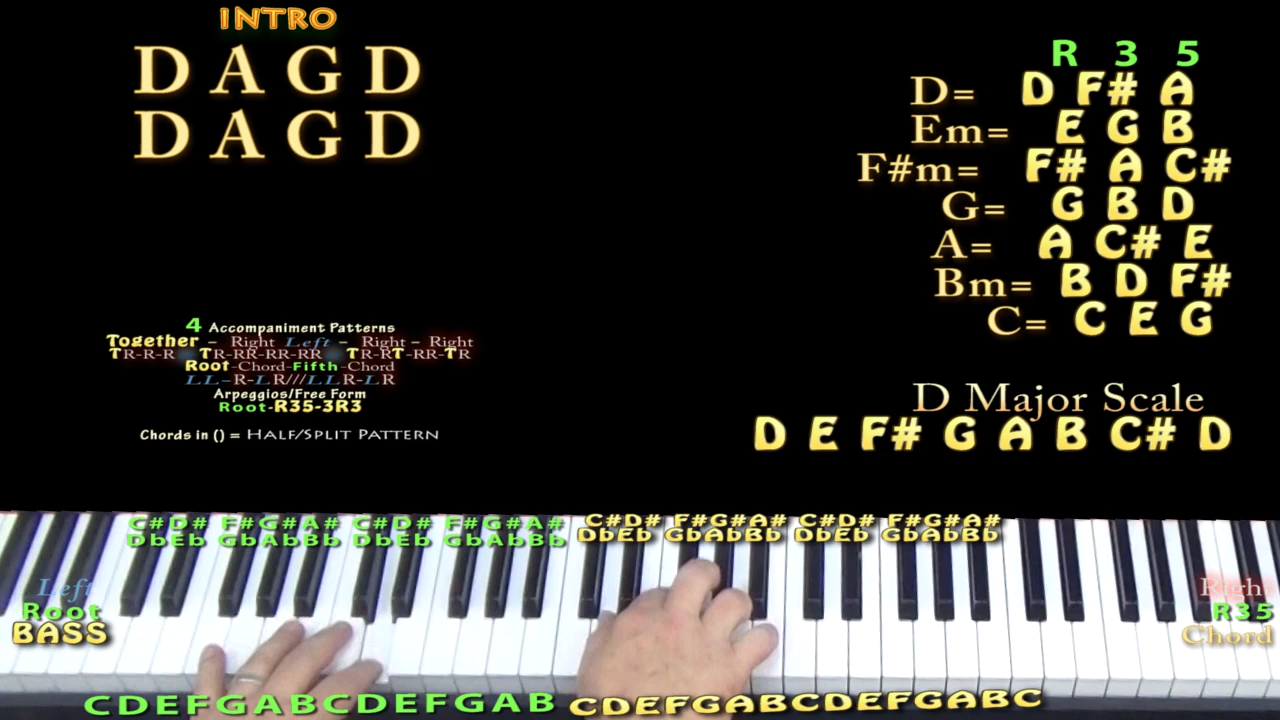 INTRO
D A G D
D A G D
R 3 5
D= D F# A
Em= E G B
F#m= F# A C#
G= G B D
A= A C# E
Bm= B D F#
C= C E G
4 Accompaniment Patterns
Together - Right Left - Right - Right
TR-R-R - TR-RR-RR-RR - TR-RT-RR-TR
Root-Chord-Fifth-Chord
LL-R-LR///LLR-LR
Arpeggios/Free Form
Root-R35-3R3
Chords in () = HALF/SPLIT PATTERN
D Major Scale
D E F# G A B C# D
C#D# F#G#A# C#D# F#G#A# C#D# F#G#A# C#D# F#G#A#
DbEb GbAbBb DbEb GbAbBb DbEb GbAbBb DbEb GbAbBb
Left
Root
BASS
Right
R35
Chord
CDEFGABCDEFGAB CDEFGABCDEFGABC